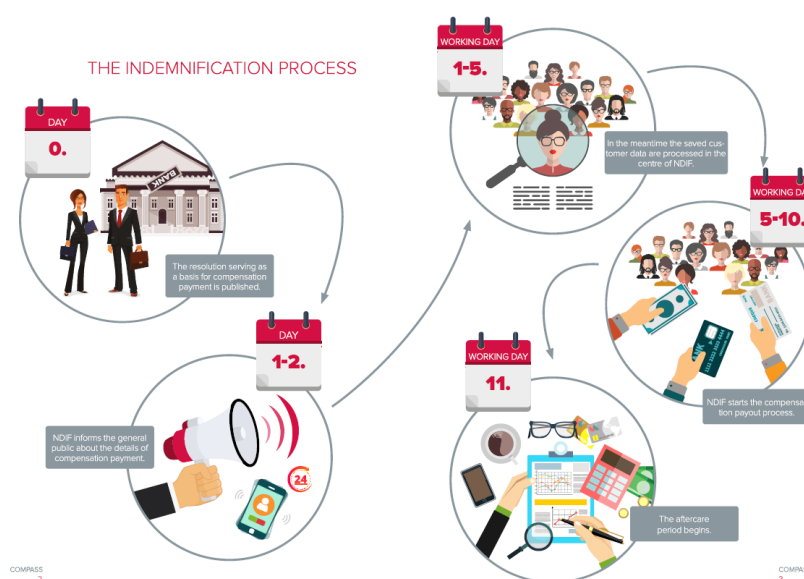 THE INDEMNIFICATION PROCESS
DAY
0.
BANK
The resolution serving as
a basis for compensation
payment is published.
DAY
1-2.
NDIF informs the general
public about the details of
compensation payment.
24
WORKING DAY
1-5.
In the meantime the saved cus-
tomer data are processed in the
centre of NDIF.
WORKING DA
5-10.
BANK
NDIF starts the compensa
tion payout process.
WORKING DAY
11.
The aftercare
period begins.
COMPASS
COMPAS